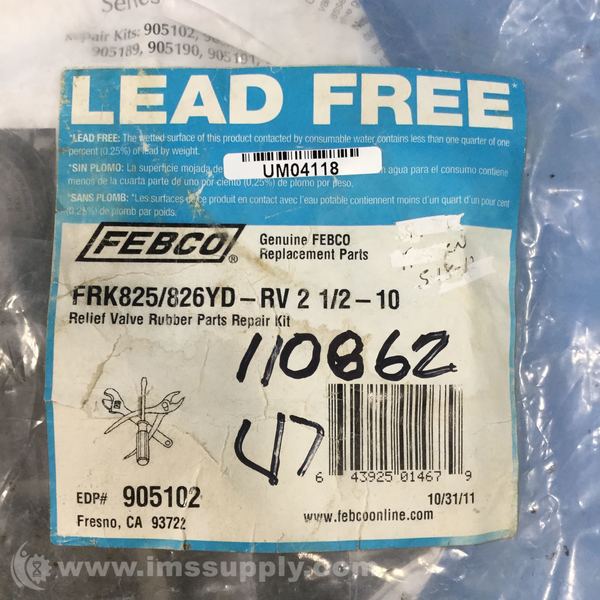 Series
Repair Kits: 905102,
905189, 905190, 905191,
LEAD FREE*
*LEAD FREE: The wetted surface of this product contacted by consumable water contains less than one quarter of one
percent (0.25%) of lead by weight.
*SIN PLOMO: La superficie mojada de en agua para el consumo contiene
menos de la cuarta parte de uno por ciento (0,25%) de plomo por peso.
*SANS PLOMB: *Les surfaces de ce produit en contact avec l'eau potable contiennent moins d'un quart d'un pour cent
(0,25%) de plomb par poids.
UM04118
FEBCO®
Genuine FEBCO
Replacement Parts
FRK825/826YD-RV 2 1/2-10
Relief Valve Rubber Parts Repair Kit
110862
47
6 43925 01467 9
EDP# 905102
10/31/11
Fresno, CA 93722
www.febcoonline.com
www.imssupply.com